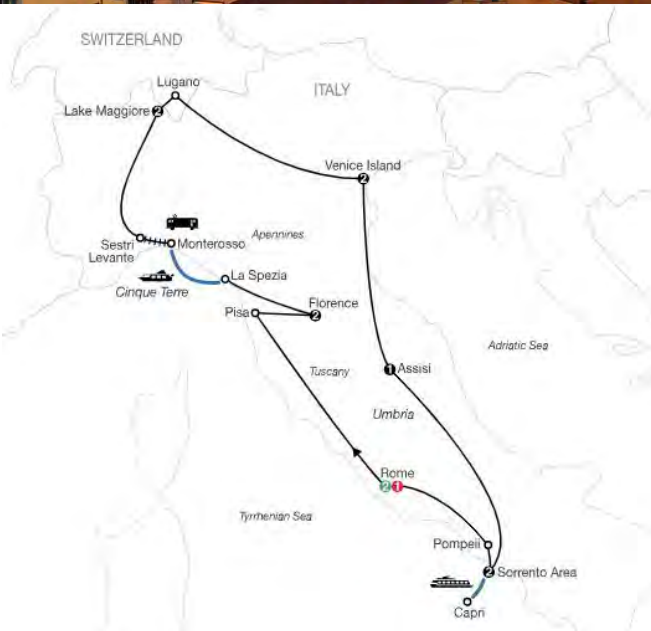 SWITZERLAND
Lugano
ITALY
Lake Maggiore 2
Venice Island
2
Apennines
Sestri
Levante
Monterosso
La Spezia
Cinque Terre
Florence
2
Pisa
Adriatic Sea
Tuscany
1 Assisi
Umbria
Rome
2 1
Tyrrhenian Sea
Pompeii
2 Sorrento Area
Capri